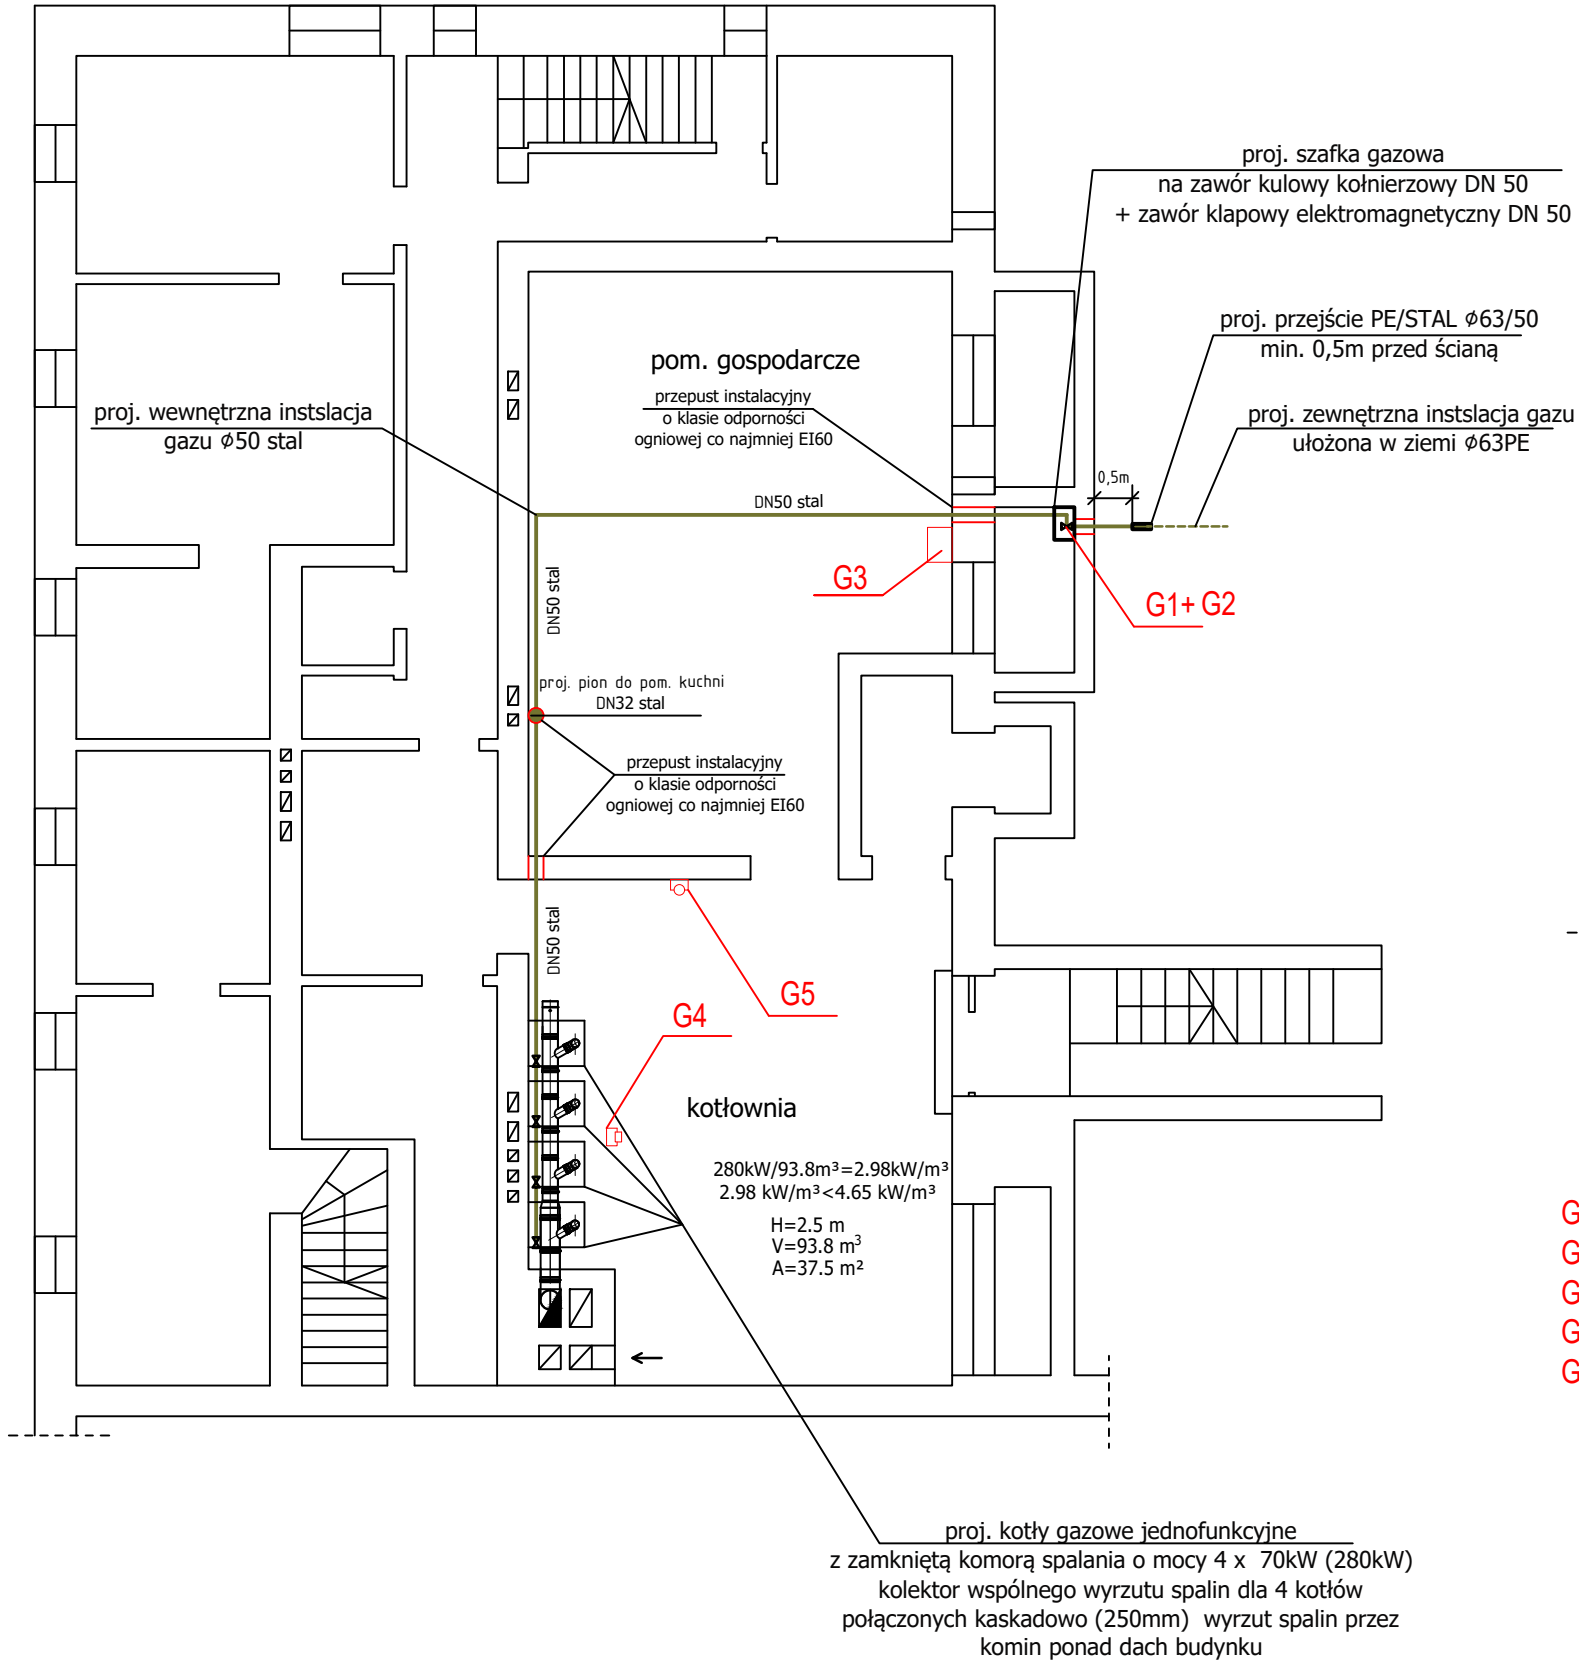 proj. szafka gazowa
na zawór kulowy kołnierzowy DN 50
+ zawór klapowy elektromagnetyczny DN 50
proj. przejście PE/STAL ϕ63/50
min. 0,5m przed ścianą
pom. gospodarcze
przepust instalacyjny
o klasie odporności
ogniowej co najmniej EI60
proj. wewnętrzna instslacja
gazu ϕ50 stal
proj. zewnętrzna instslacja gazu
ułożona w ziemi ϕ63PE
0,5m
DN50 stal
G3
G1+ G2
DN50 stal
proj. pion do pom. kuchni
DN32 stal
przepust instalacyjny
o klasie odporności
ogniowej co najmniej EI60
DN50 stal
G5
G4
kotłownia
280kW/93.8m³=2.98kW/m³
2.98 kW/m³<4.65 kW/m³
H=2.5 m
V=93.8 m³
A=37.5 m²
G
G
G
G
G
proj. kotły gazowe jednofunkcyjne
z zamkniętą komorą spalania o mocy 4 x 70kW (280kW)
kolektor wspólnego wyrzutu spalin dla 4 kotłów
połączonych kaskadowo (250mm) wyrzut spalin przez
komin ponad dach budynku